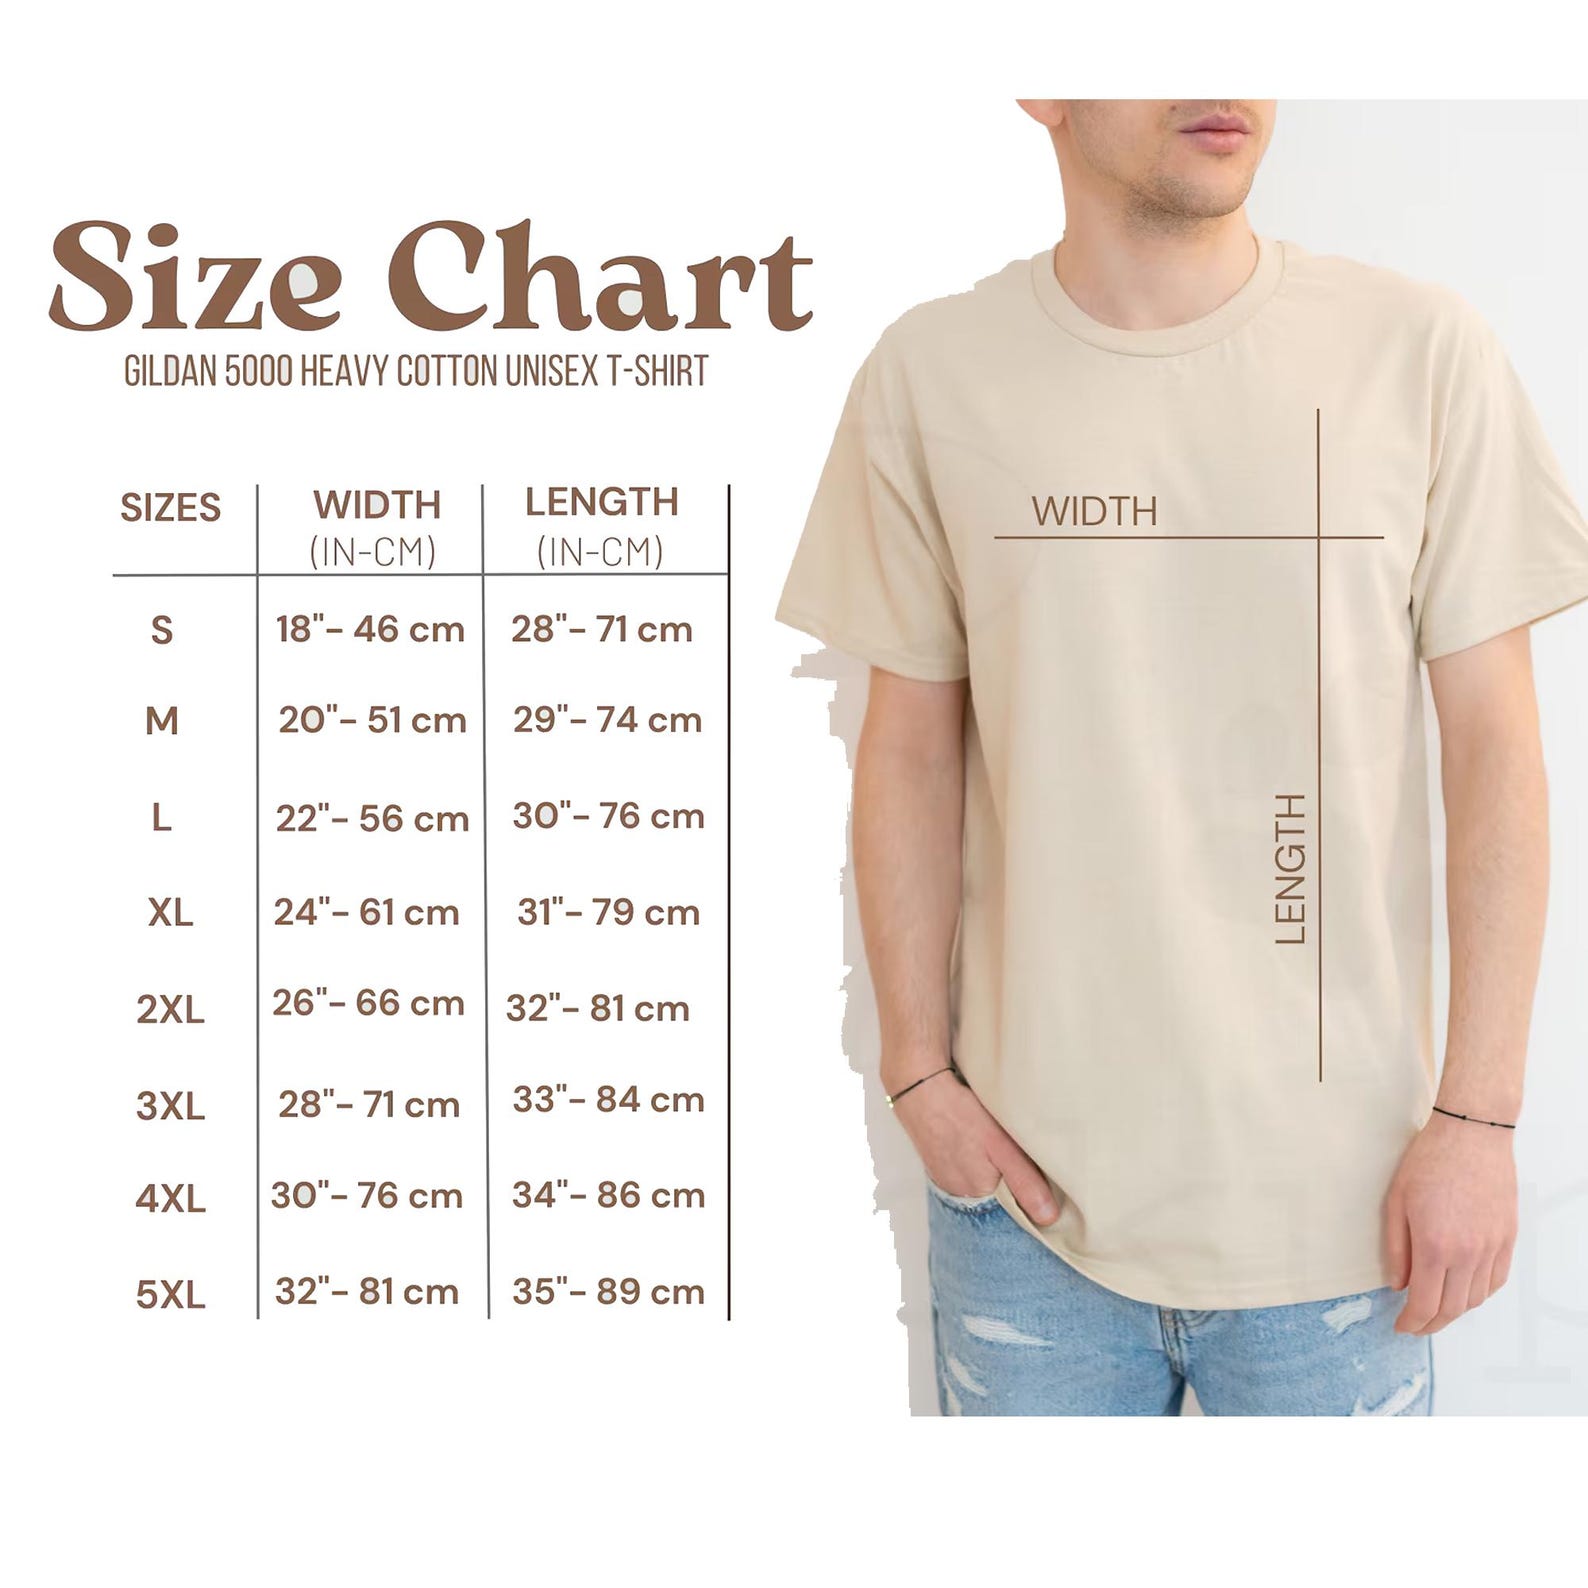 Size Chart
GILDAN 5000 HEAVY COTTON UNISEX T-SHIRT
SIZES WIDTH LENGTH
(IN-CM) (IN-CM)
S 18"- 46 cm 28"- 71 cm
M 20"- 51 cm 29"- 74 cm
L 22"- 56 cm 30"- 76 cm
XL 24"- 61 cm 31"- 79 cm
2XL 26"- 66 cm 32"- 81 cm
3XL 28"- 71 cm 33"- 84 cm
4XL 30"- 76 cm 34"- 86 cm
5XL 32"- 81 cm 35"- 89 cm
WIDTH
LENGTH